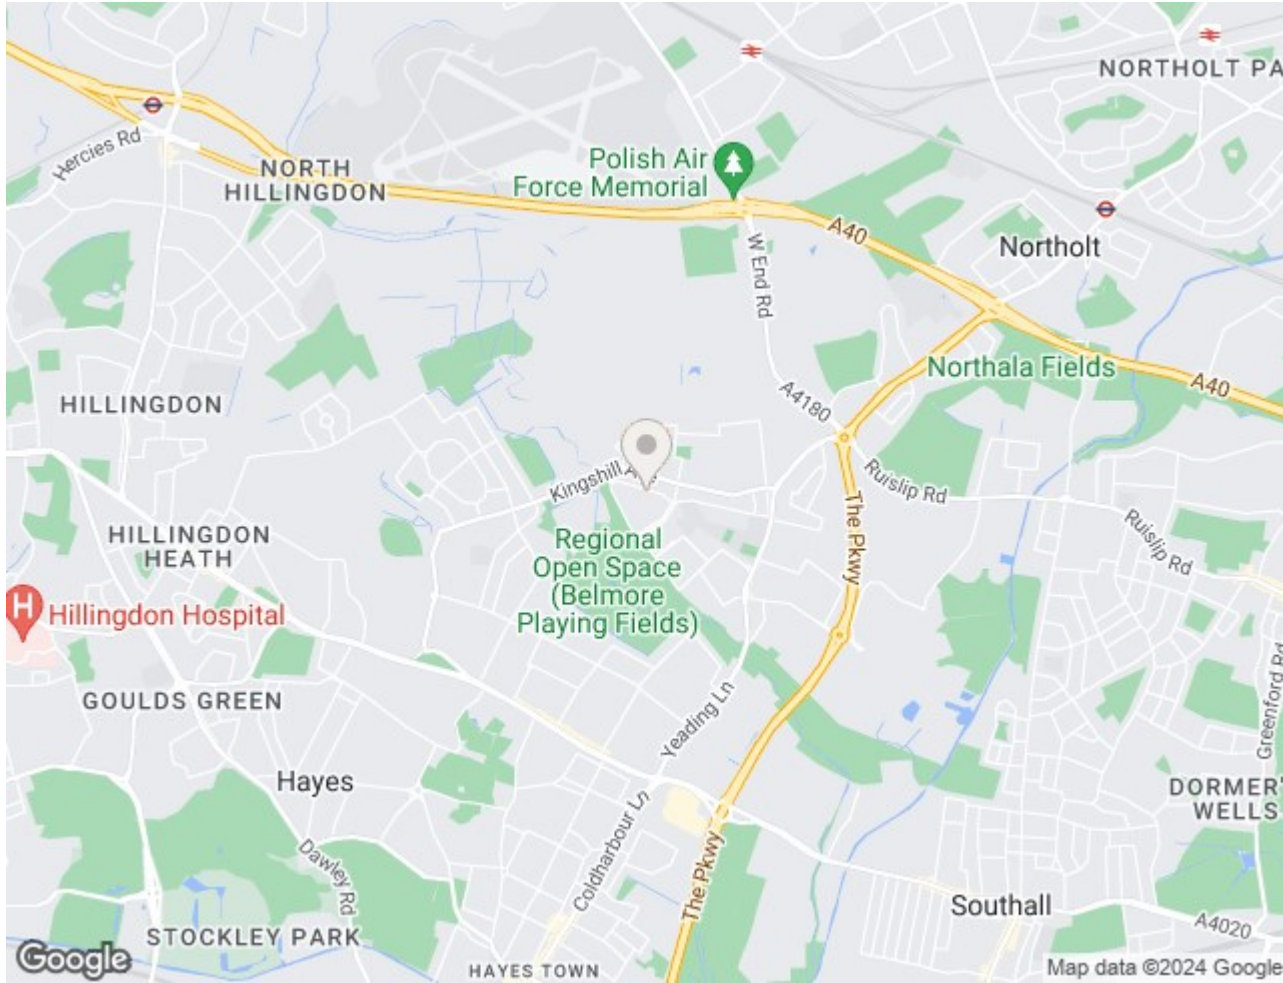 NORTHOLT PA
Hercies Rd
NORTH
HILLINGDON
Polish Air
Force Memorial
A40
Northolt
W End Rd
Northala Fields
A40
HILLINGDON
A4180
Kingshill A
Ruislip Rd
The Pkwy
Ruislip Rd
HILLINGDON
HEATH
Regional
Open Space
(Belmore
Playing Fields)
H
Hillingdon Hospital
GOULDS GREEN
Yeading Ln
Greenford Rd
Hayes
DORMER'
WELLS
Coldharbour Ln
Dawley Rd
The Pkwy
Southall
A4020
STOCKLEY PARK
Google
HAYES TOWN
Map data ©2024 Google